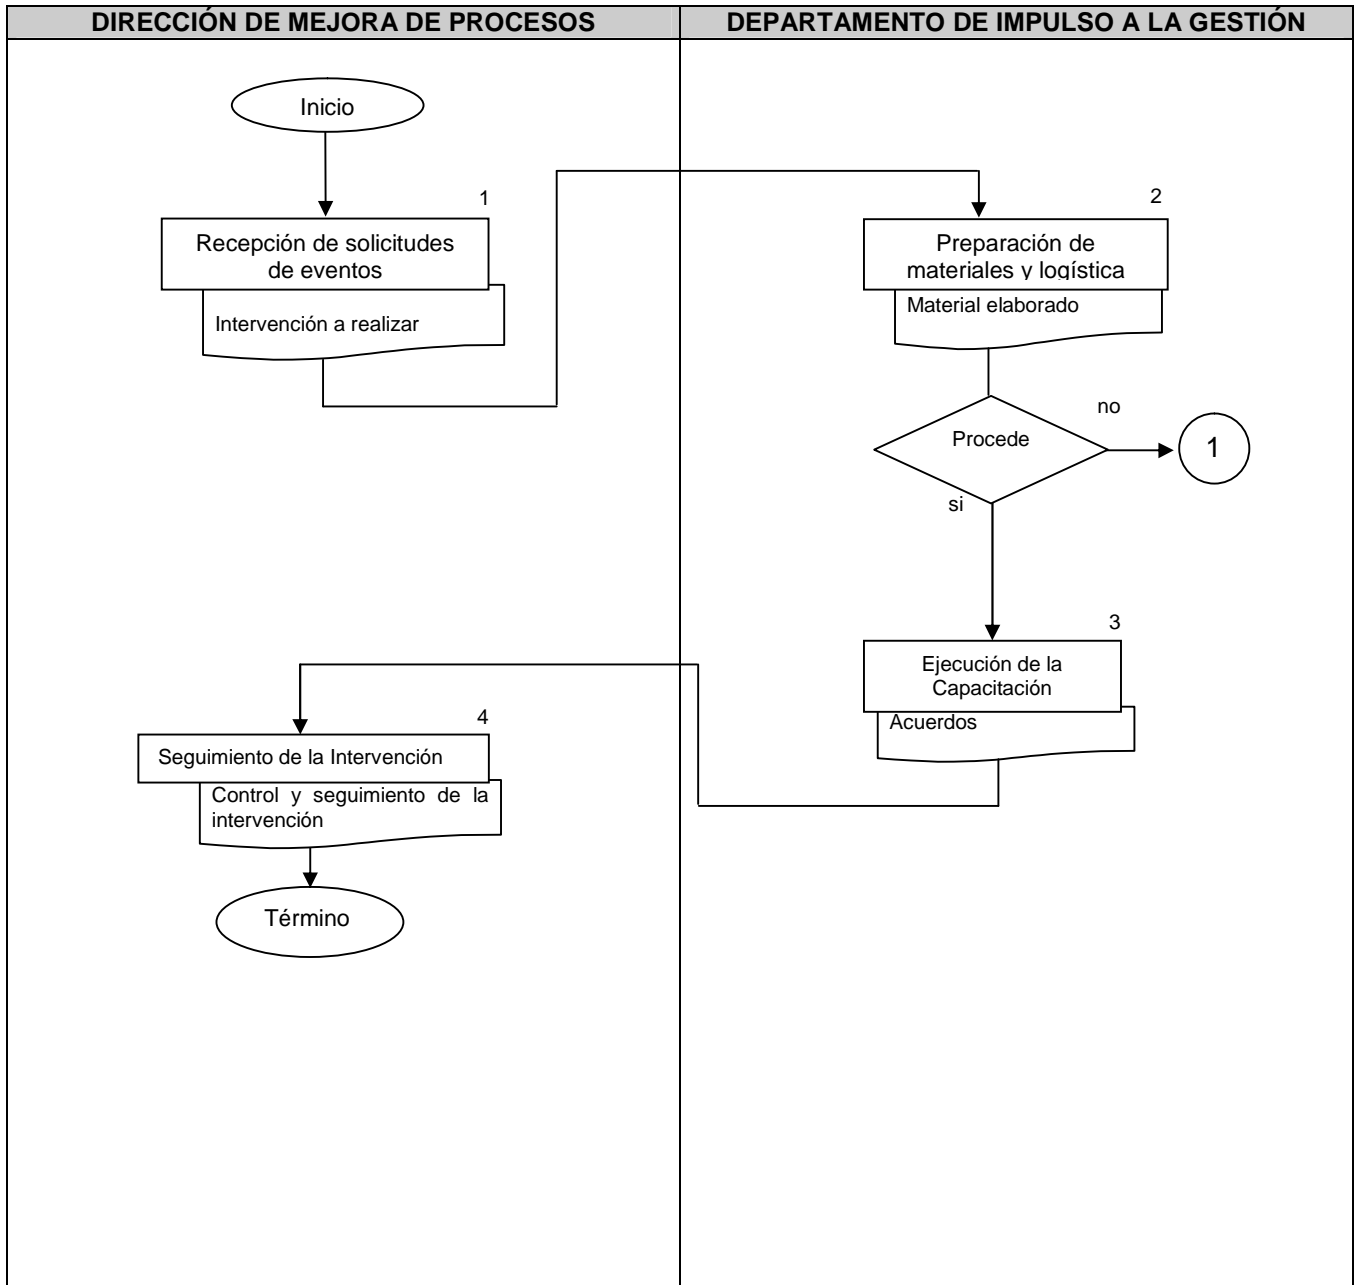 DIRECCIÓN DE MEJORA DE PROCESOS
DEPARTAMENTO DE IMPULSO A LA GESTIÓN
Inicio
1
Recepción de solicitudes
de eventos
Intervención a realizar
2
Preparación de
materiales y logística
Material elaborado
Procede
no
1
si
3
Ejecución de la
Capacitación
Acuerdos
4
Seguimiento de la Intervención
Control y seguimiento de la
intervención
Término